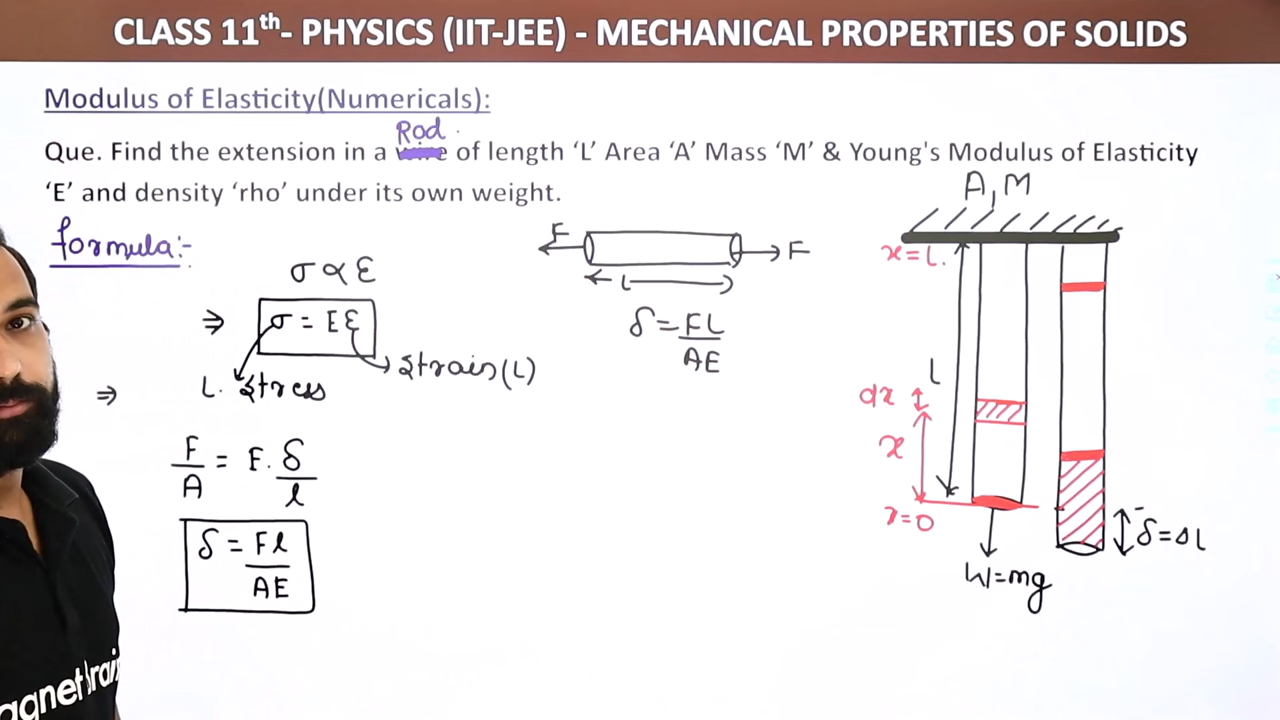 CLASS 11th- PHYSICS (IIT-JEE) - MECHANICAL PROPERTIES OF SOLIDS
Modulus of Elasticity(Numericals):
Rod
Que. Find the extension in a wire of length 'L' Area 'A' Mass 'M' & Young's Modulus of Elasticity
'E' and density 'rho' under its own weight.
formula:-
σ ∝ ε
⇒ σ = Eε
L. Stress
Strain(L)
⇒
F/A = E. δ/l
δ = Fl/AE
F
F
L
δ = FL/AE
A, M
x = L.
L
dx
x
x=0
W=mg
δ=ΔL
agnet Brai